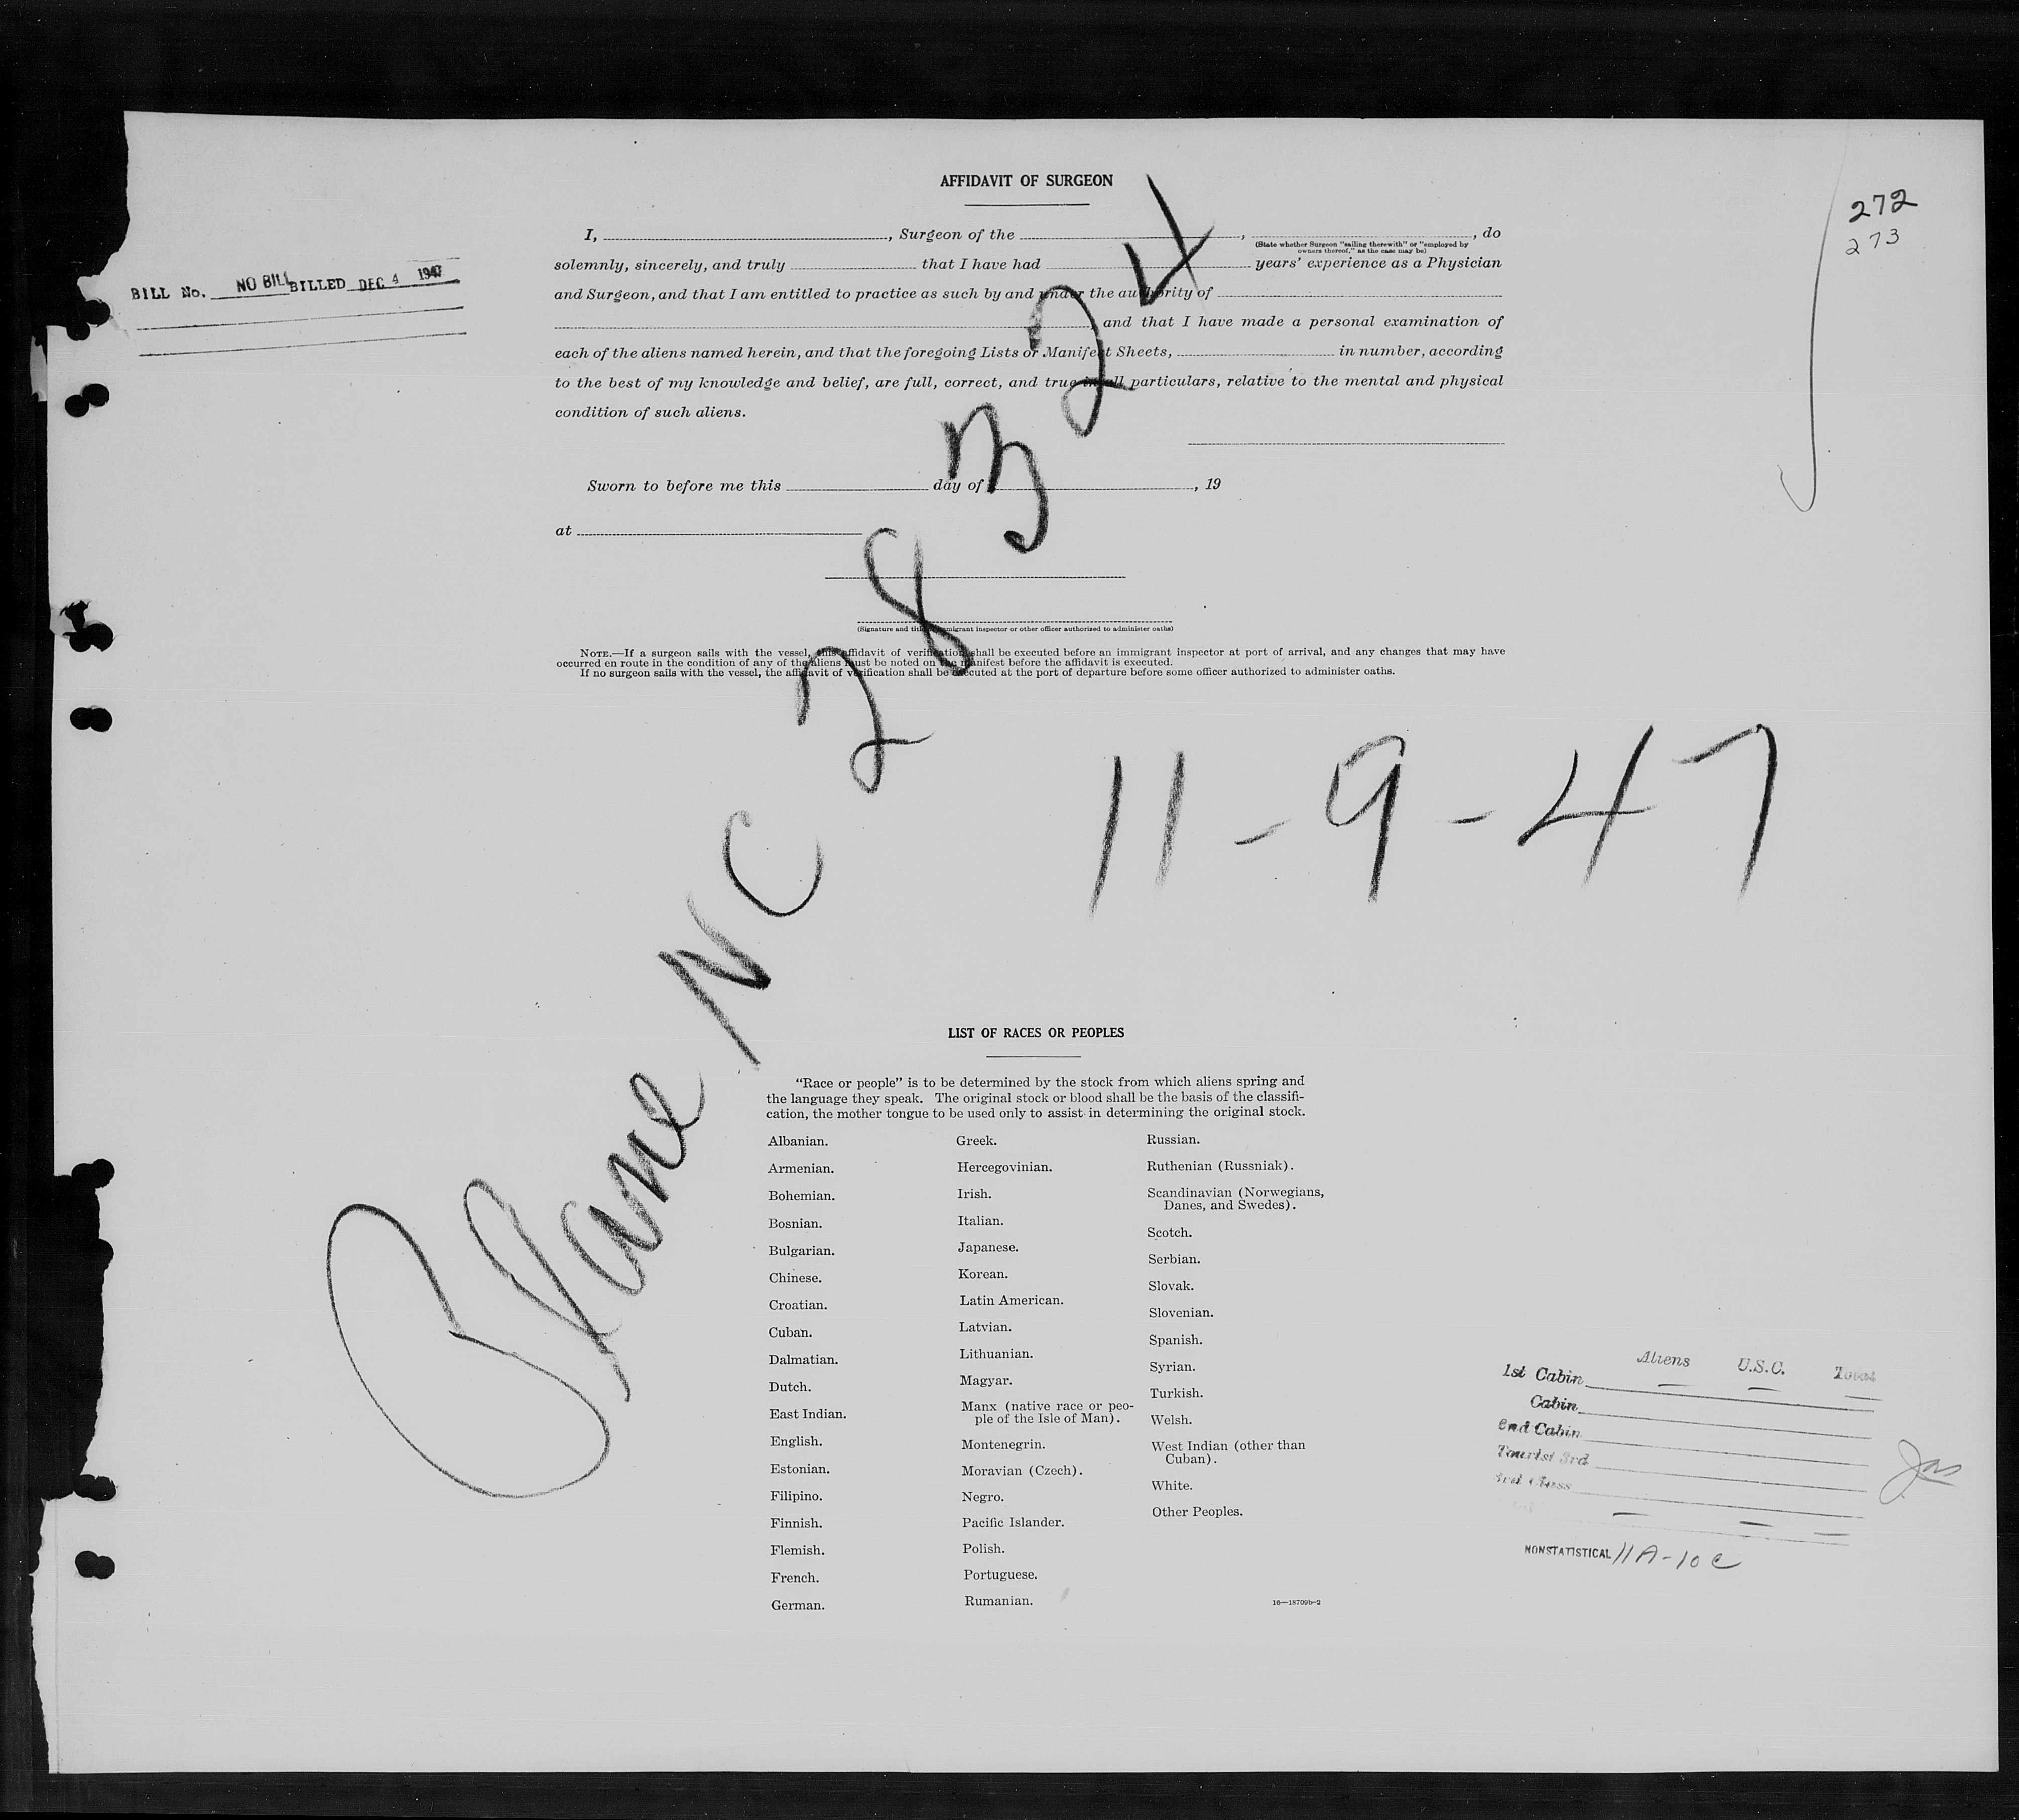 AFFIDAVIT OF SURGEON
272
273
I, , Surgeon of the , , do
(State whether Surgeon "sailing therewith" or "employed by
owners thereof," as the case may be)
solemnly, sincerely, and truly that I have had years' experience as a Physician
BILL No. NO BILL BILLED DEC 4 1947
and Surgeon, and that I am entitled to practice as such by and under the authority of
, and that I have made a personal examination of
each of the aliens named herein, and that the foregoing Lists or Manifest Sheets, in number, according
to the best of my knowledge and belief, are full, correct, and true in all particulars, relative to the mental and physical
condition of such aliens.
Sworn to before me this day of , 19
at
(Signature and title of immigrant inspector or other officer authorized to administer oaths)
NOTE.—If a surgeon sails with the vessel, this affidavit of verification shall be executed before an immigrant inspector at port of arrival, and any changes that may have
occurred en route in the condition of any of the aliens must be noted on the manifest before the affidavit is executed.
If no surgeon sails with the vessel, the affidavit of verification shall be executed at the port of departure before some officer authorized to administer oaths.
Plane NC 28324
11-9-47
LIST OF RACES OR PEOPLES
"Race or people" is to be determined by the stock from which aliens spring and
the language they speak. The original stock or blood shall be the basis of the classifi-
cation, the mother tongue to be used only to assist in determining the original stock.
Albanian.
Armenian.
Bohemian.
Bosnian.
Bulgarian.
Chinese.
Croatian.
Cuban.
Dalmatian.
Dutch.
East Indian.
English.
Estonian.
Filipino.
Finnish.
Flemish.
French.
German.
Greek.
Hercegovinian.
Irish.
Italian.
Japanese.
Korean.
Latin American.
Latvian.
Lithuanian.
Magyar.
Manx (native race or peo-
ple of the Isle of Man).
Montenegrin.
Moravian (Czech).
Negro.
Pacific Islander.
Polish.
Portuguese.
Rumanian.
Russian.
Ruthenian (Russniak).
Scandinavian (Norwegians,
Danes, and Swedes).
Scotch.
Serbian.
Slovak.
Slovenian.
Spanish.
Syrian.
Turkish.
Welsh.
West Indian (other than
Cuban).
White.
Other Peoples.
16—18709b-2
Aliens U.S.C. Total
1st Cabin — — —
Cabin
2nd Cabin
Tourist 3rd
3rd Class
— — —
NONSTATISTICAL 11A-10C